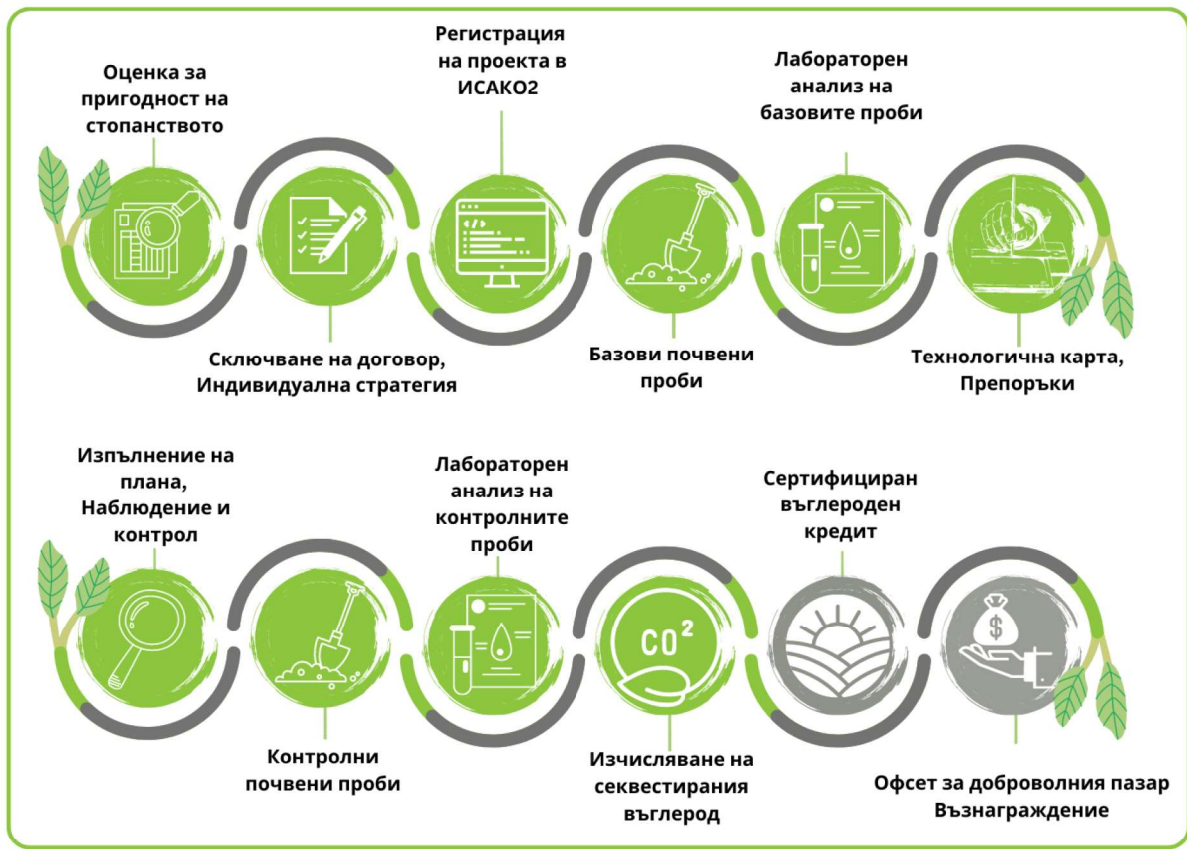 Оценка за
пригодност на
стопанството
Сключване на договор,
Индивидуална стратегия
Регистрация
на проекта в
ИСАКО2
Базови почвени
проби
Лабораторен
анализ на
базовите проби
Технологична карта,
Препоръки
Изпълнение на
плана,
Наблюдение и
контрол
Контролни
почвени проби
Лабораторен
анализ на
контролните
проби
CO²
Изчисляване на
секвестирания
въглерод
Сертифициран
въглероден
кредит
$
Офсет за доброволния пазар
Възнаграждение